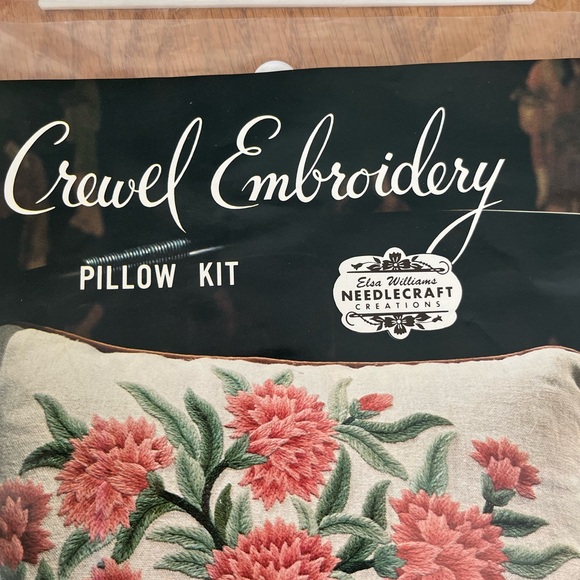 Crewel Embroidery
PILLOW KIT
Elsa Williams
NEEDLECRAFT
CREATIONS